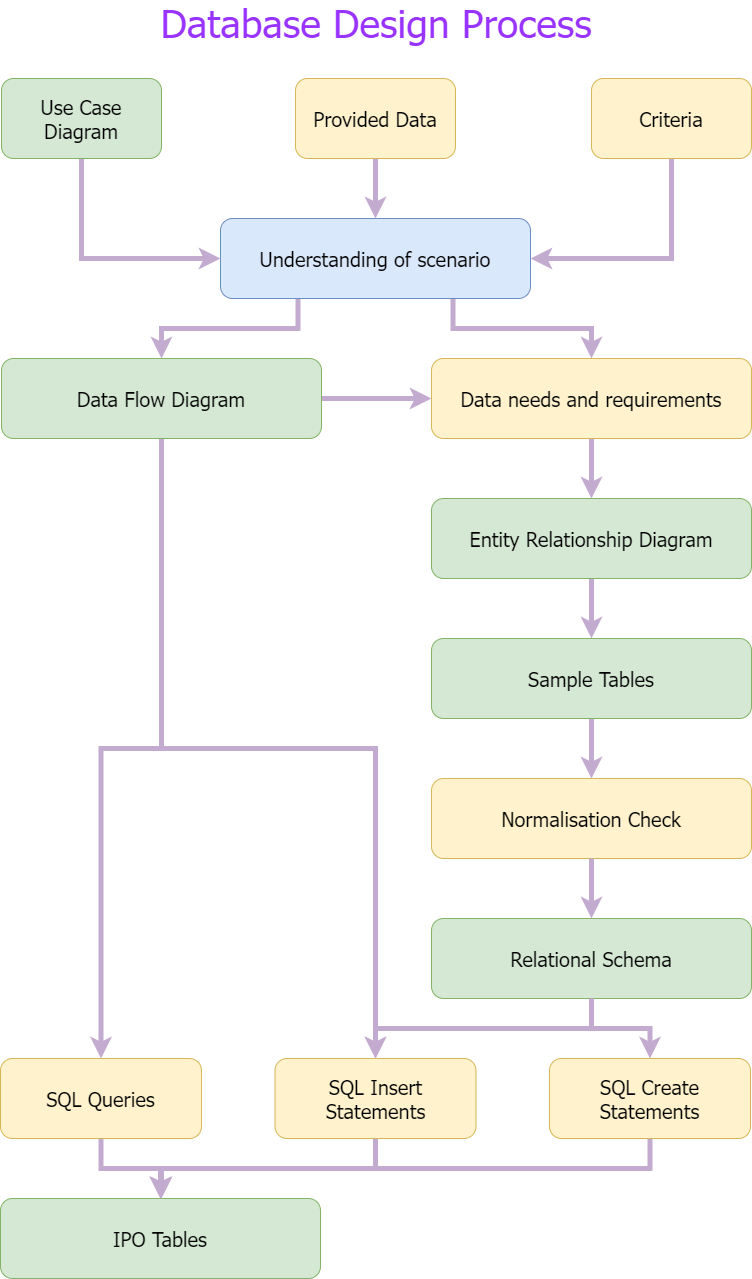 Database Design Process
Use Case
Diagram
Provided Data
Criteria
Understanding of scenario
Data Flow Diagram
Data needs and requirements
Entity Relationship Diagram
Sample Tables
Normalisation Check
Relational Schema
SQL Queries
SQL Insert
Statements
SQL Create
Statements
IPO Tables